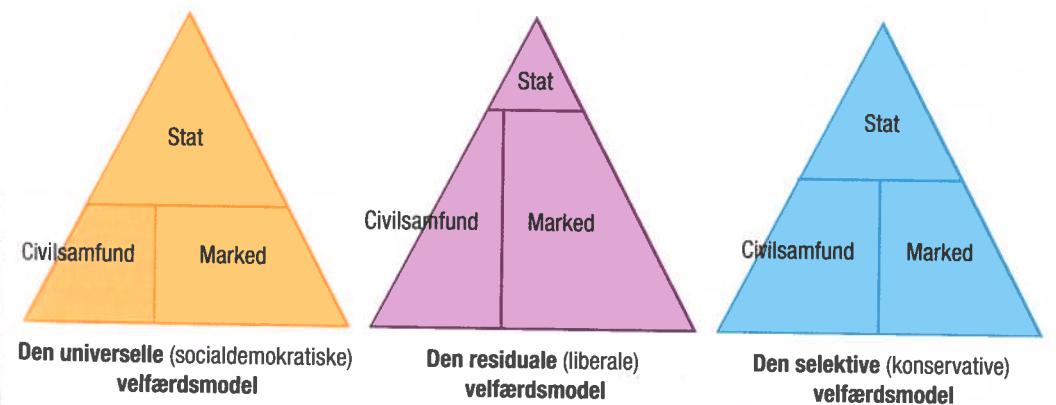 Stat
Civilsamfund
Marked
Den universelle (socialdemokratiske)
velfærdsmodel
Stat
Civilsamfund
Marked
Den residuale (liberale)
velfærdsmodel
Stat
Civilsamfund
Marked
Den selektive (konservative)
velfærdsmodel